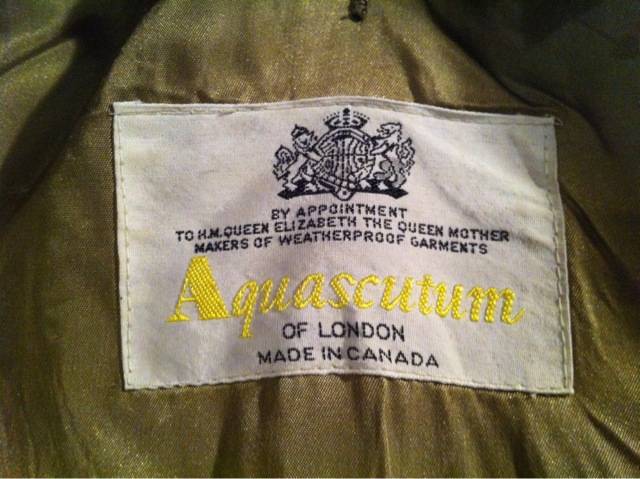 BY APPOINTMENT
TO H.M. QUEEN ELIZABETH THE QUEEN MOTHER
MAKERS OF WEATHERPROOF GARMENTS
Aquascutum
OF LONDON
MADE IN CANADA